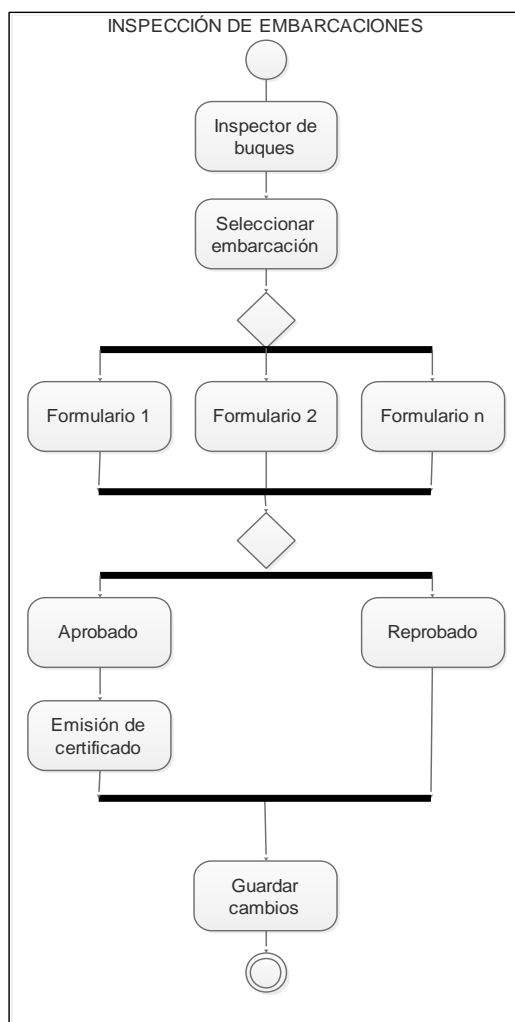 INSPECCIÓN DE EMBARCACIONES
Inspector de
buques
Seleccionar
embarcación
Formulario 1
Formulario 2
Formulario n
Aprobado
Reprobado
Emisión de
certificado
Guardar
cambios